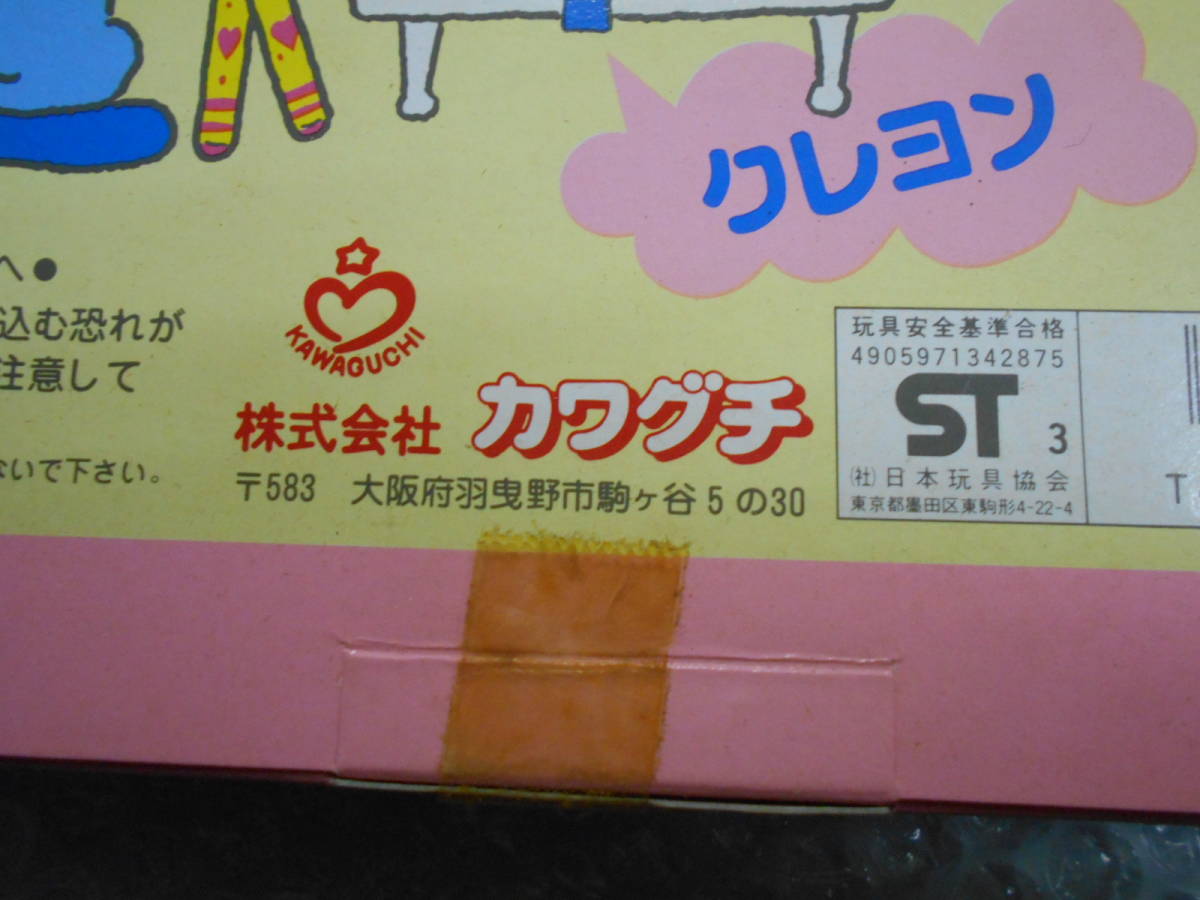 クレヨン
へ●
込む恐れが
注意して
ないで下さい。
KAWAGUCHI
株式会社 カワグチ
〒583 大阪府羽曳野市駒ヶ谷5の30
玩具安全基準合格
4905971342875
ST 3
(社)日本玩具協会
東京都墨田区東駒形4-22-4
T